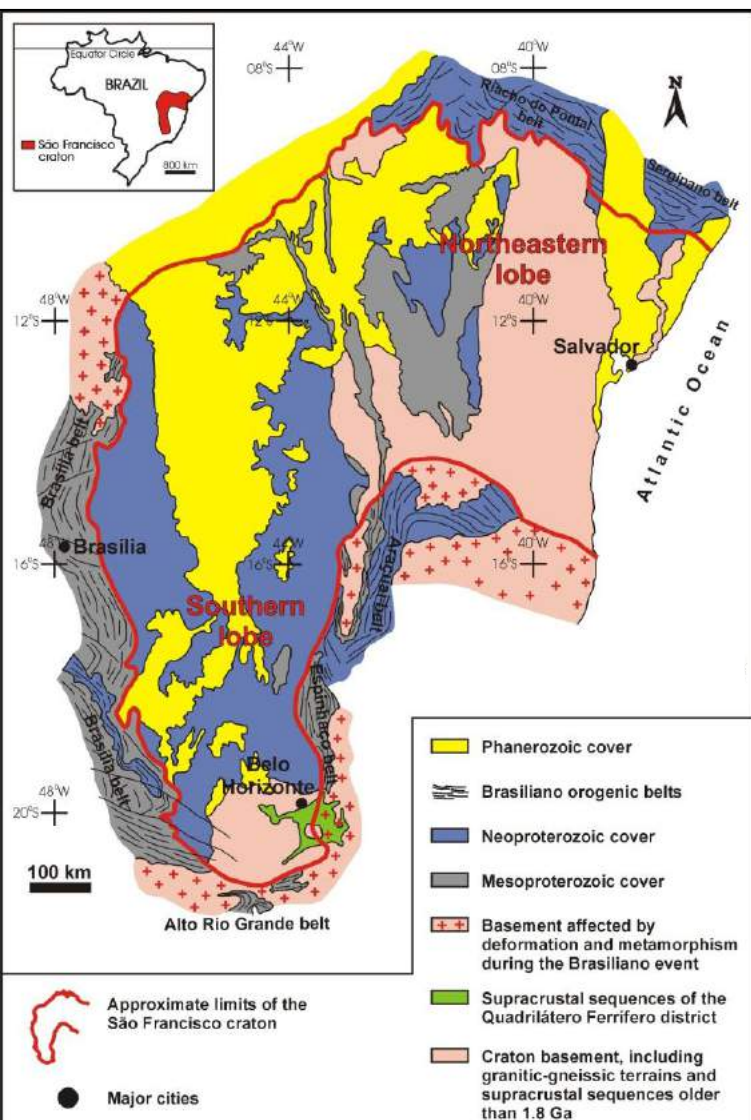 Equator Circle
BRAZIL
São Francisco
craton
800 km
44°W
08°S
40°W
08°S
N
Riacho do Pontal
belt
Sergipano belt
Northeastern
lobe
48°W
12°S
44°W
12°S
40°W
12°S
Salvador
Atlantic Ocean
Brasília belt
48°W
Brasília
16°S
44°W
16°S
40°W
16°S
Araçuaí belt
Southern
lobe
Espinhaço belt
Brasília belt
Belo
Horizonte
48°W
20°S
100 km
Alto Rio Grande belt
Phanerozoic cover
Brasiliano orogenic belts
Neoproterozoic cover
Mesoproterozoic cover
Basement affected by
deformation and metamorphism
during the Brasiliano event
Supracrustal sequences of the
Quadrilátero Ferrífero district
Craton basement, including
granitic-gneissic terrains and
supracrustal sequences older
than 1.8 Ga
Approximate limits of the
São Francisco craton
Major cities